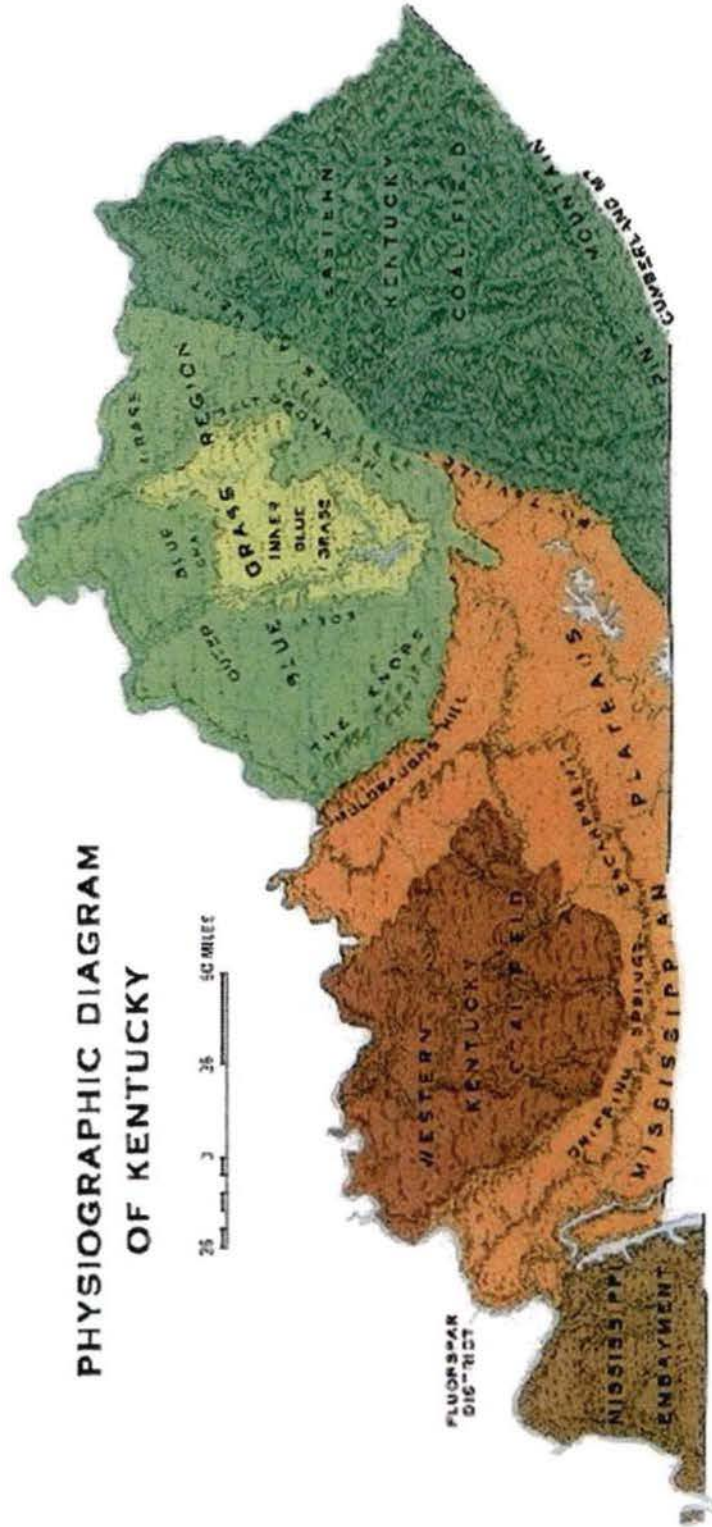 PHYSIOGRAPHIC DIAGRAM
OF KENTUCKY
25
25
MILES
FLUORSPAR
DISTRICT
MISSISSIPPI
EMBAYMENT
WESTERN
KENTUCKY
COAL FIELD
DRIPPING SPRINGS ESCARPMENT
MISSISSIPPIAN PLATEAUS
MULDRAUGHS HILL
THE KNOBS
OUTER
BLUE
GRASS
BLUE GRASS REGION
INNER
BLUE
GRASS
EASTERN
KENTUCKY
COAL FIELD
PINE MOUNTAIN
CUMBERLAND MT